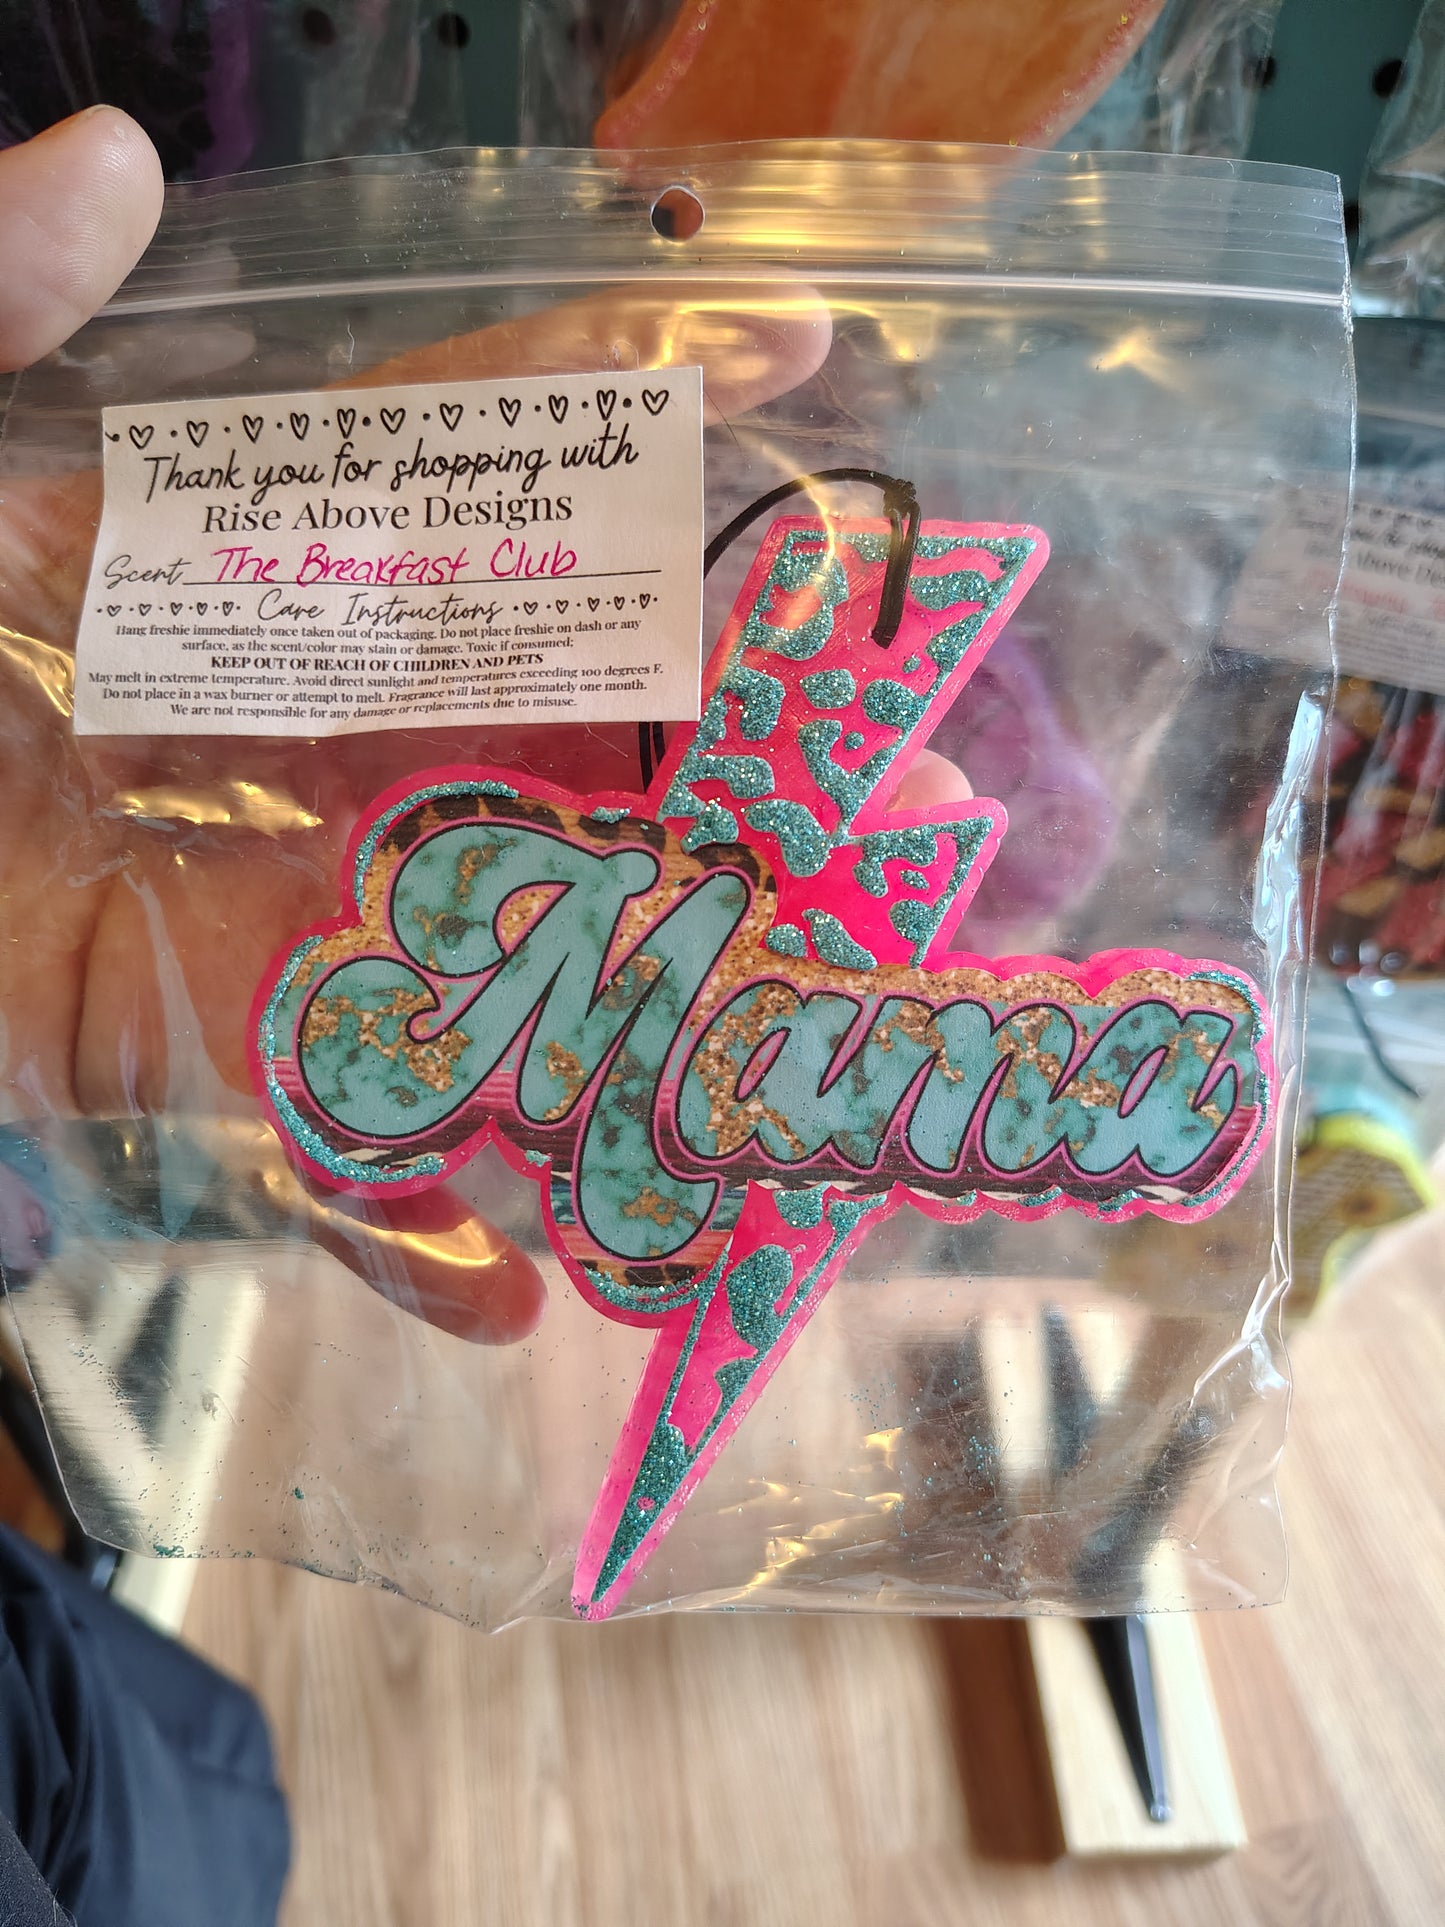 Thank you for shopping with
Rise Above Designs
Scent The Breakfast Club
Care Instructions
Hang freshie immediately once taken out of packaging. Do not place freshie on dash or any
surface, as the scent/color may stain or damage. Toxic if consumed;
KEEP OUT OF REACH OF CHILDREN AND PETS
May melt in extreme temperature. Avoid direct sunlight and temperatures exceeding 100 degrees F.
Do not place in a wax burner or attempt to melt. Fragrance will last approximately one month.
We are not responsible for any damage or replacements due to misuse.
Mama